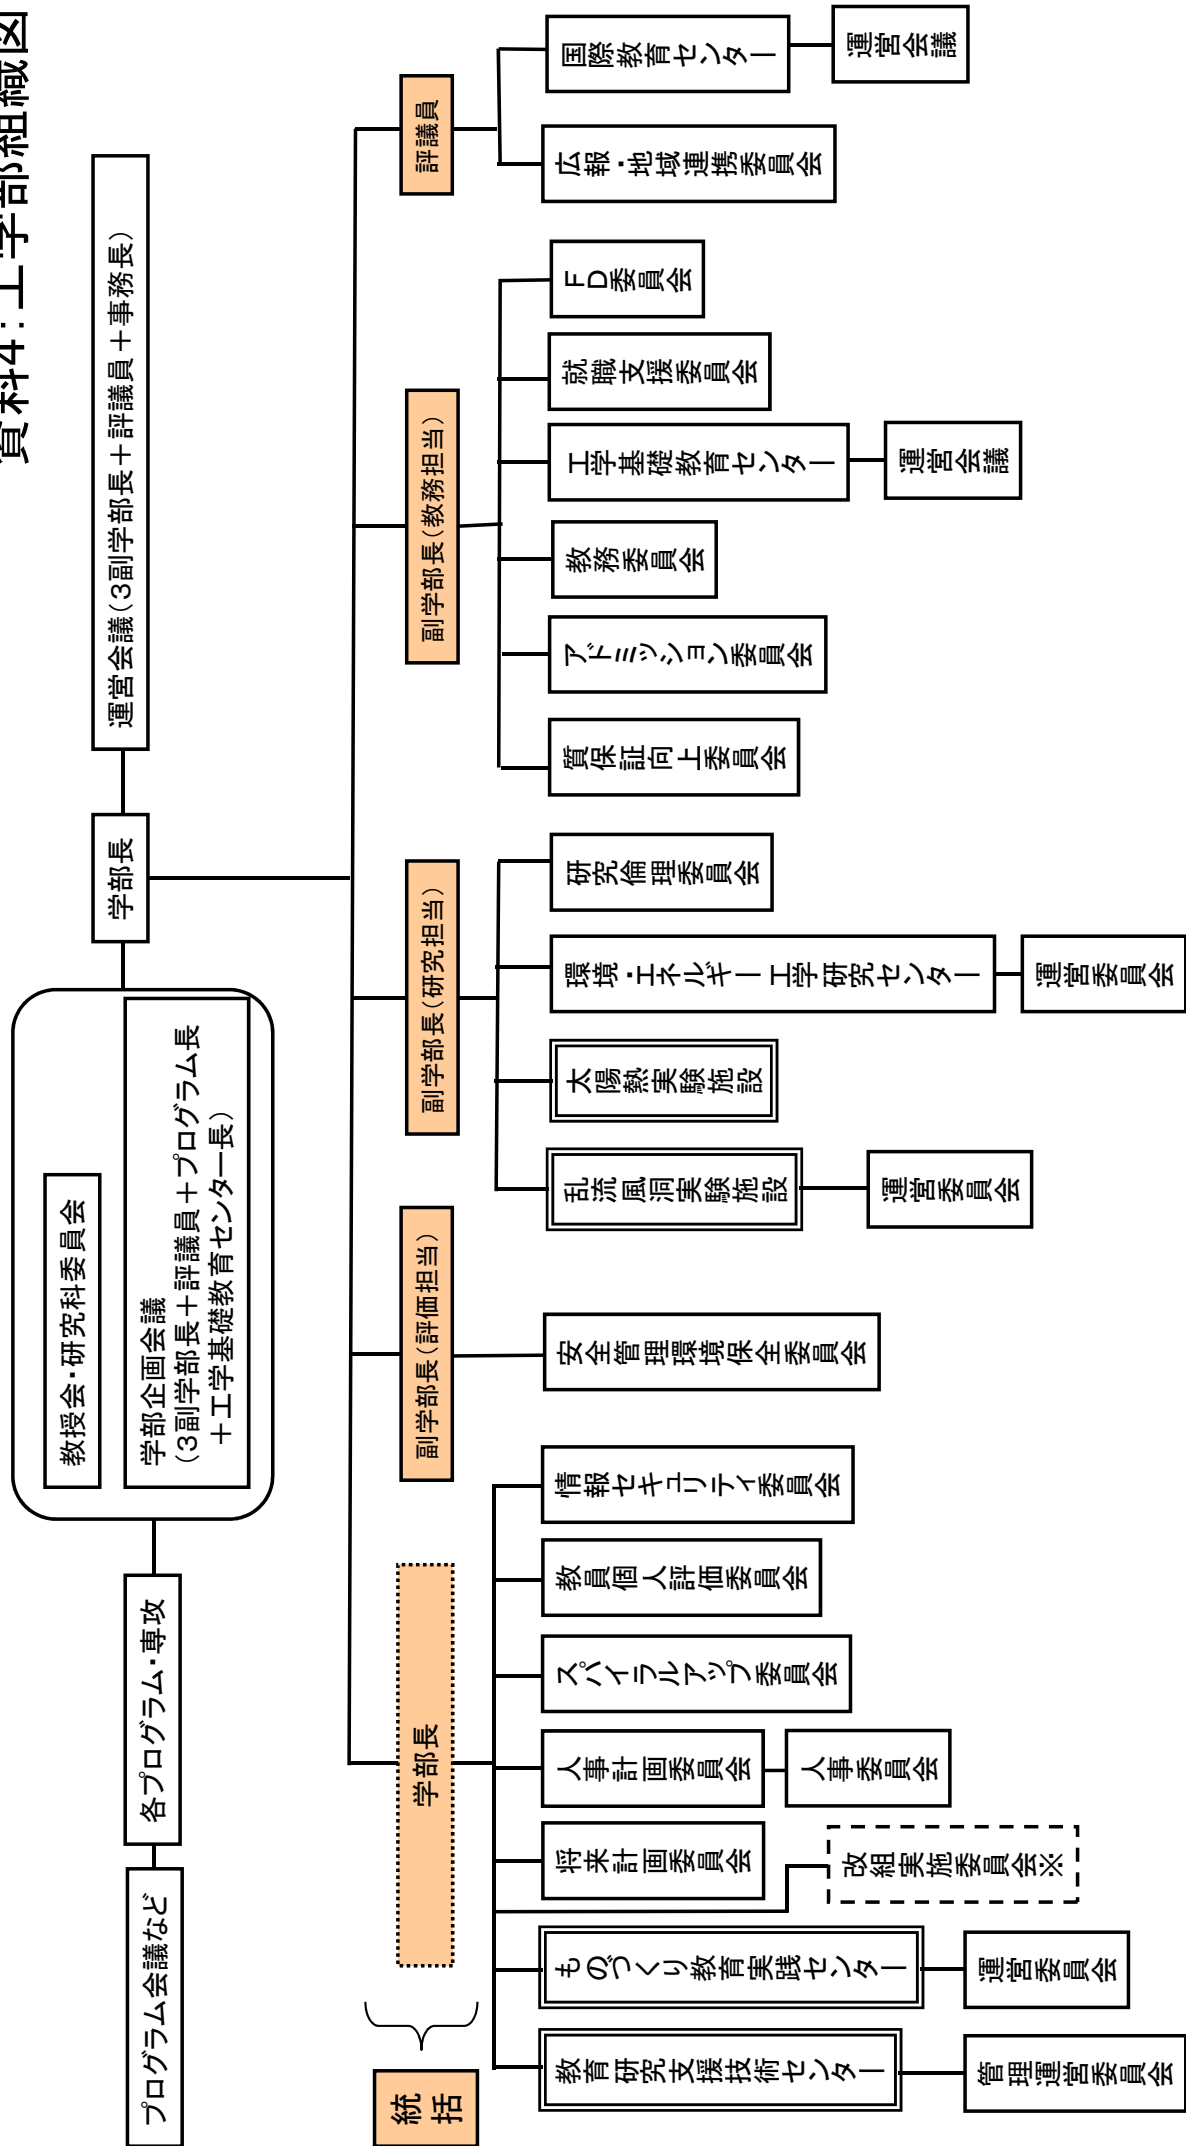 資料4：工学部組織図
プログラム会議など
各プログラム・専攻
教授会・研究科委員会
学部企画会議
（3副学部長＋評議員＋プログラム長
＋工学基礎教育センター長）
学部長
運営会議（3副学部長＋評議員＋事務長）
統括
学部長
副学部長（評価担当）
副学部長（研究担当）
副学部長（教務担当）
評議員
教育研究支援技術センター
管理運営委員会
ものづくり教育実践センター
運営委員会
改組実施委員会※
将来計画委員会
人事計画委員会
人事委員会
スパイラルアップ委員会
教員個人評価委員会
情報セキュリティ委員会
安全管理環境保全委員会
乱流風洞実験施設
運営委員会
太陽熱実験施設
環境・エネルギー工学研究センター
運営委員会
研究倫理委員会
質保証向上委員会
アドミッション委員会
教務委員会
工学基礎教育センター
運営会議
就職支援委員会
FD委員会
広報・地域連携委員会
国際教育センター
運営会議